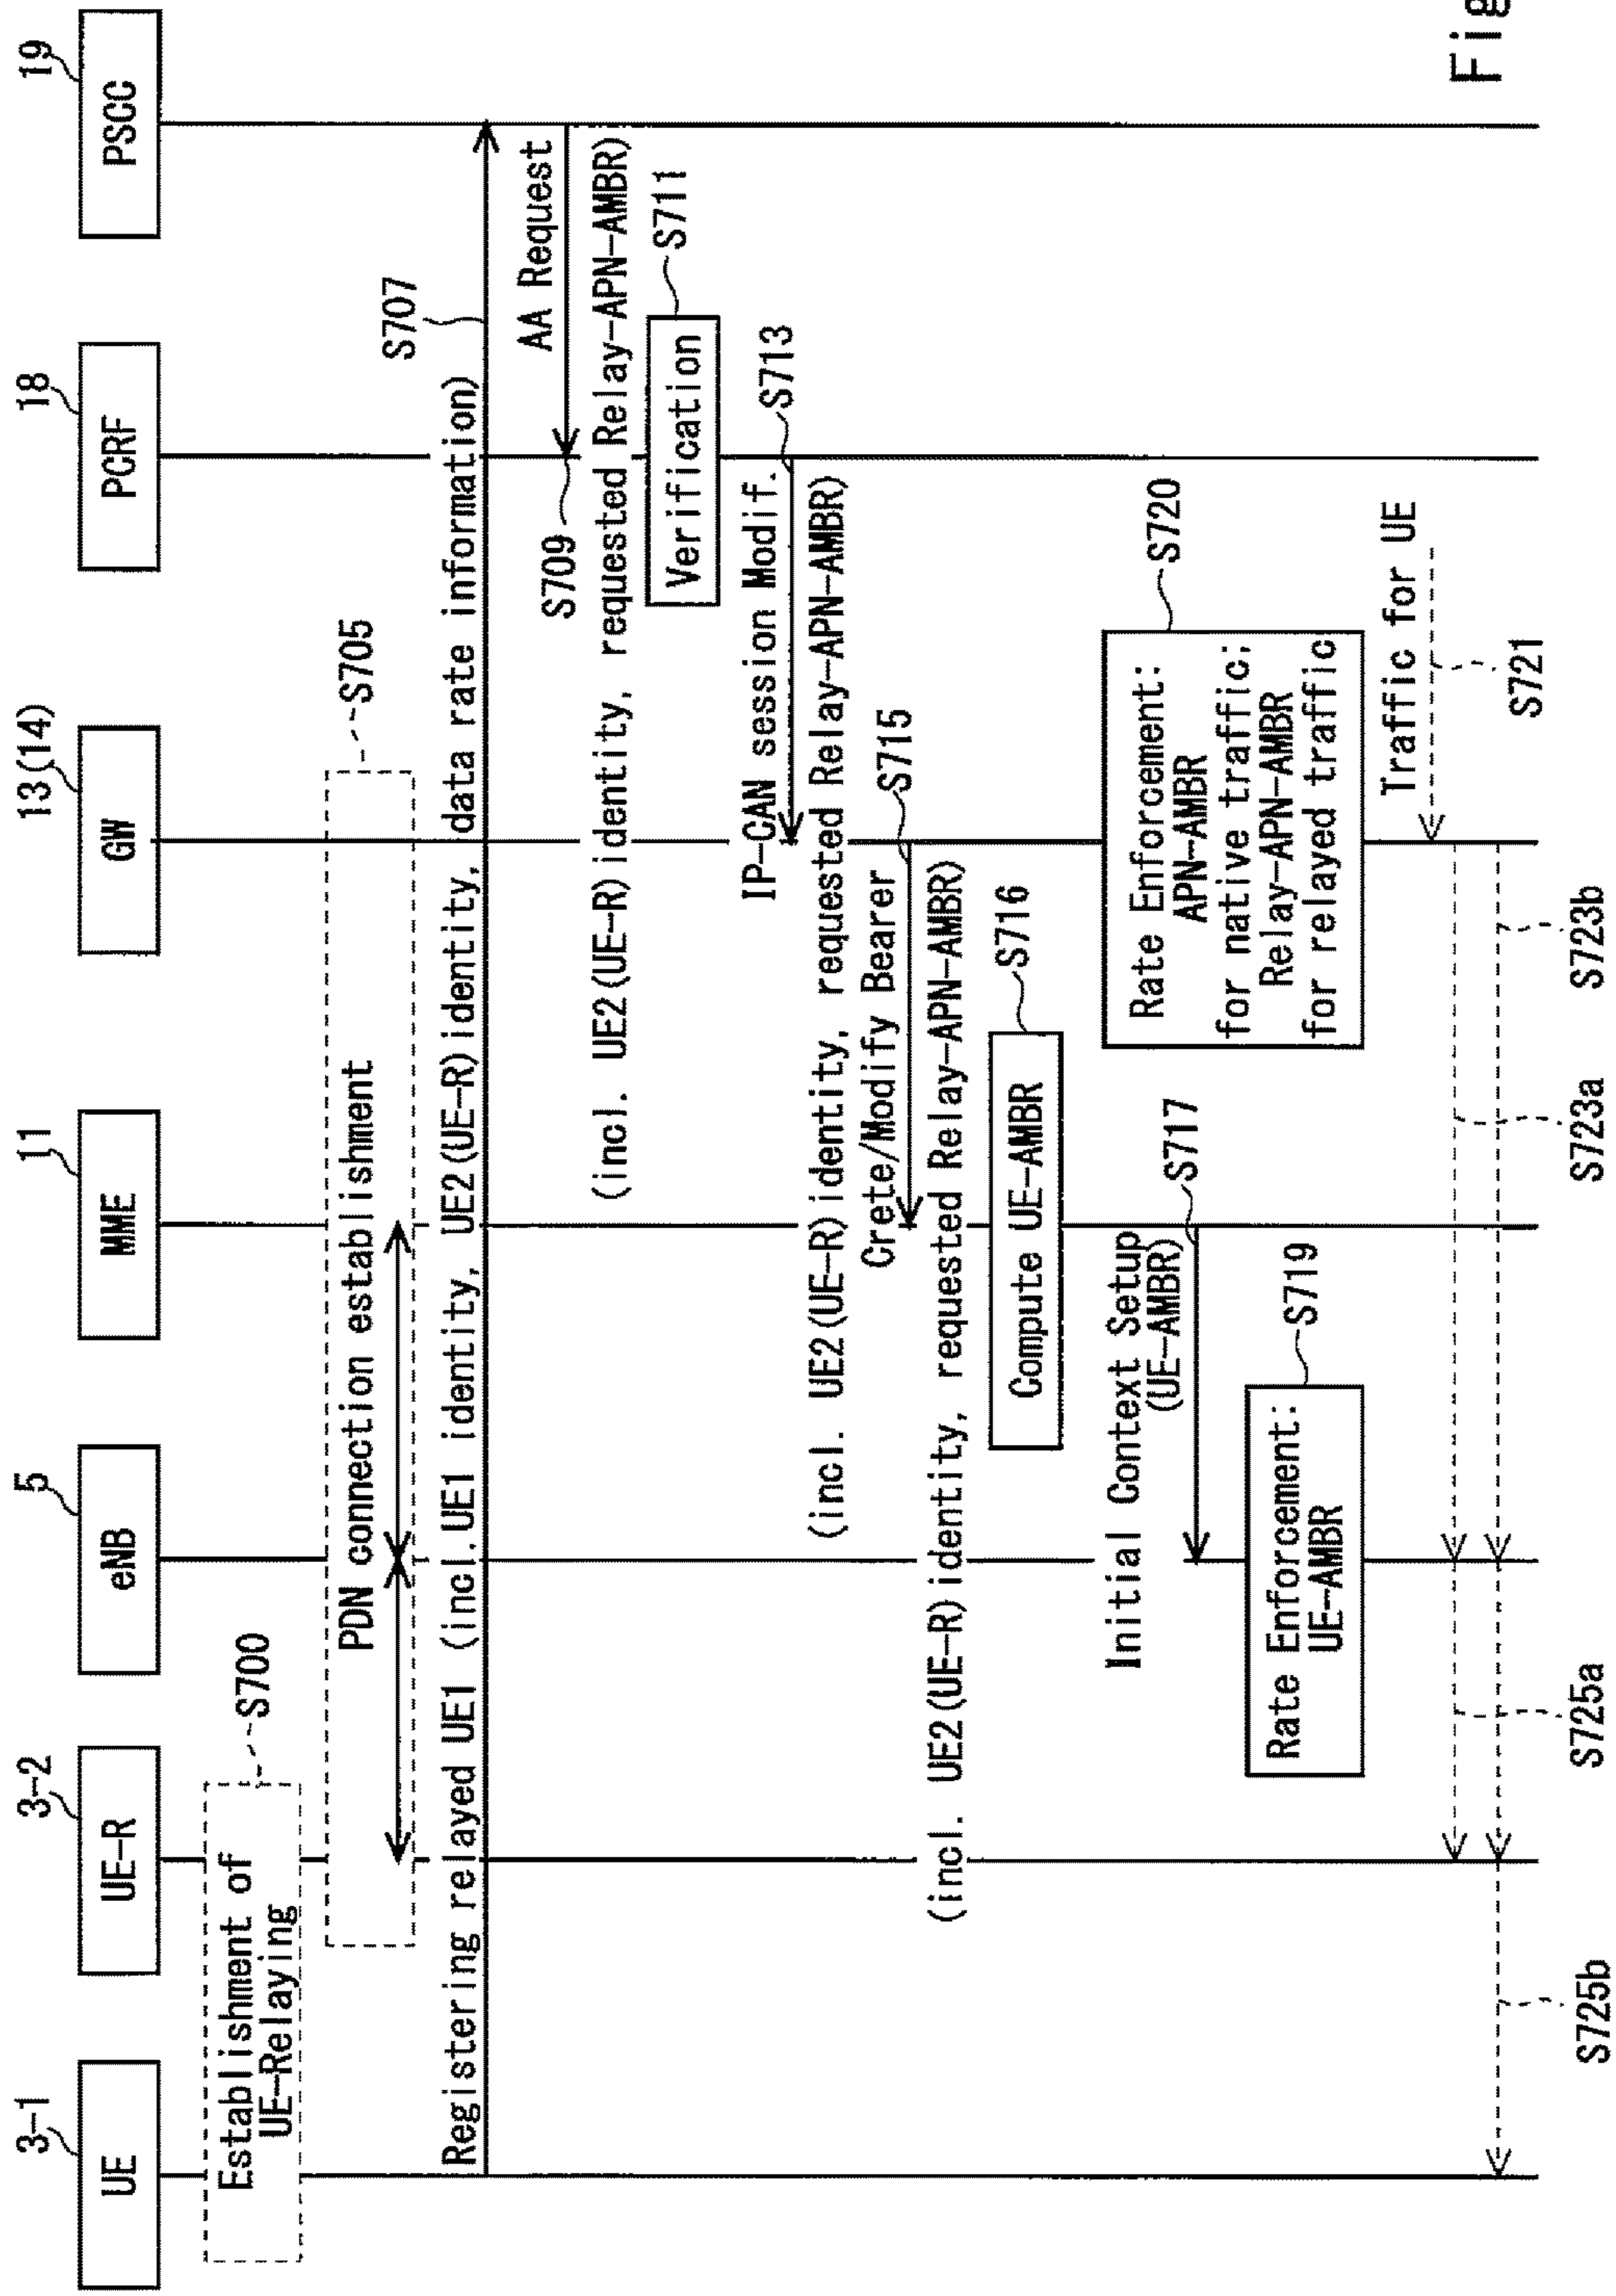 3-1
3-2
5
11
13(14)
18
19
UE
UE-R
eNB
MME
GW
PCRF
PSCC
Establishment of
UE-Relaying
S700
S705
PDN connection establishment
Registering relayed UE1 (incl.UE1 identity, UE2(UE-R)identity, data rate information)
S707
AA Request
S709
(incl. UE2(UE-R)identity, requested Relay-APN-AMBR)
Verification
S711
IP-CAN session Modif.
S713
(incl. UE2(UE-R)identity, requested Relay-APN-AMBR)
Crete/Modify Bearer
S715
(incl. UE2(UE-R)identity, requested Relay-APN-AMBR)
Compute UE-AMBR
S716
Initial Context Setup
(UE-AMBR)
S717
Rate Enforcement:
UE-AMBR
S719
Rate Enforcement:
APN-AMBR
for native traffic;
Relay-APN-AMBR
for relayed traffic
S720
Traffic for UE
S721
S723a
S723b
S725a
S725b
Fig